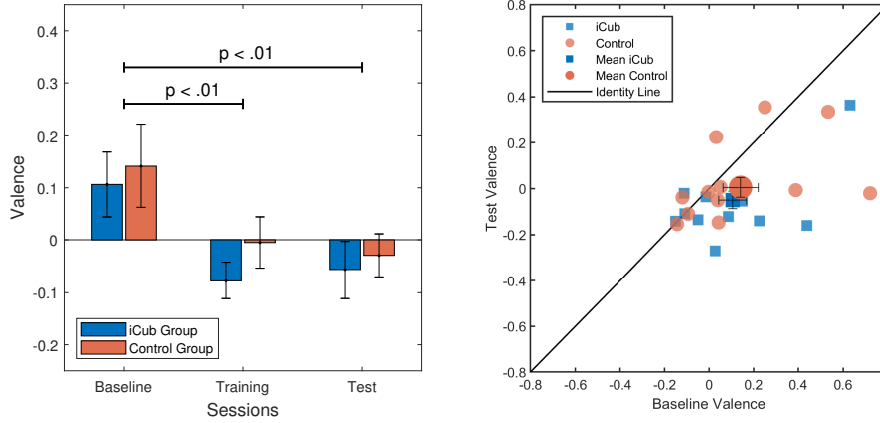 0.4
0.3
0.2
0.1
0
-0.1
-0.2
Valence
p < .01
p < .01
iCub Group
Control Group
Baseline
Training
Test
Sessions
0.8
0.6
0.4
0.2
0
-0.2
-0.4
-0.6
-0.8
Test Valence
iCub
Control
Mean iCub
Mean Control
Identity Line
-0.8
-0.6
-0.4
-0.2
0
0.2
0.4
0.6
Baseline Valence